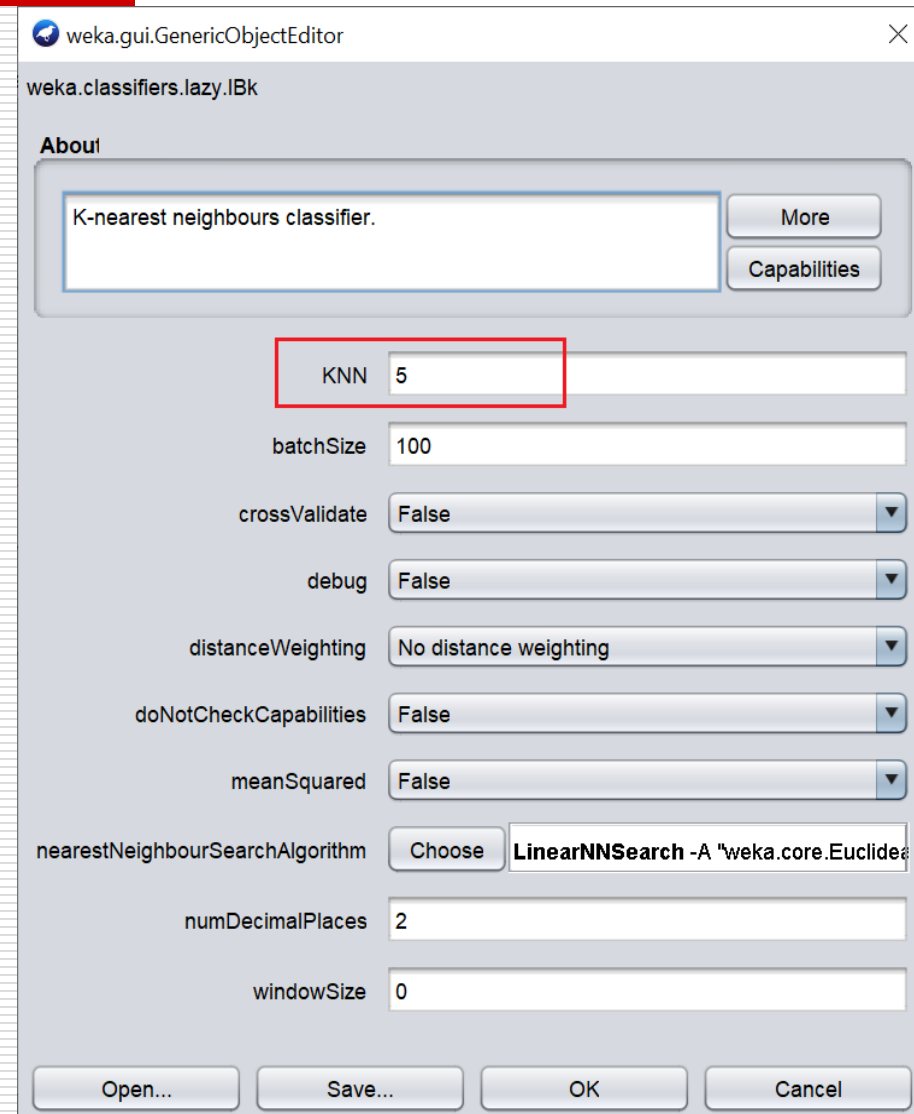 weka.gui.GenericObjectEditor
weka.classifiers.lazy.IBk
About
K-nearest neighbours classifier.
More
Capabilities
KNN 5
batchSize 100
crossValidate False
debug False
distanceWeighting No distance weighting
doNotCheckCapabilities False
meanSquared False
nearestNeighbourSearchAlgorithm Choose LinearNNSearch -A "weka.core.Euclidea
numDecimalPlaces 2
windowSize 0
Open... Save... OK Cancel